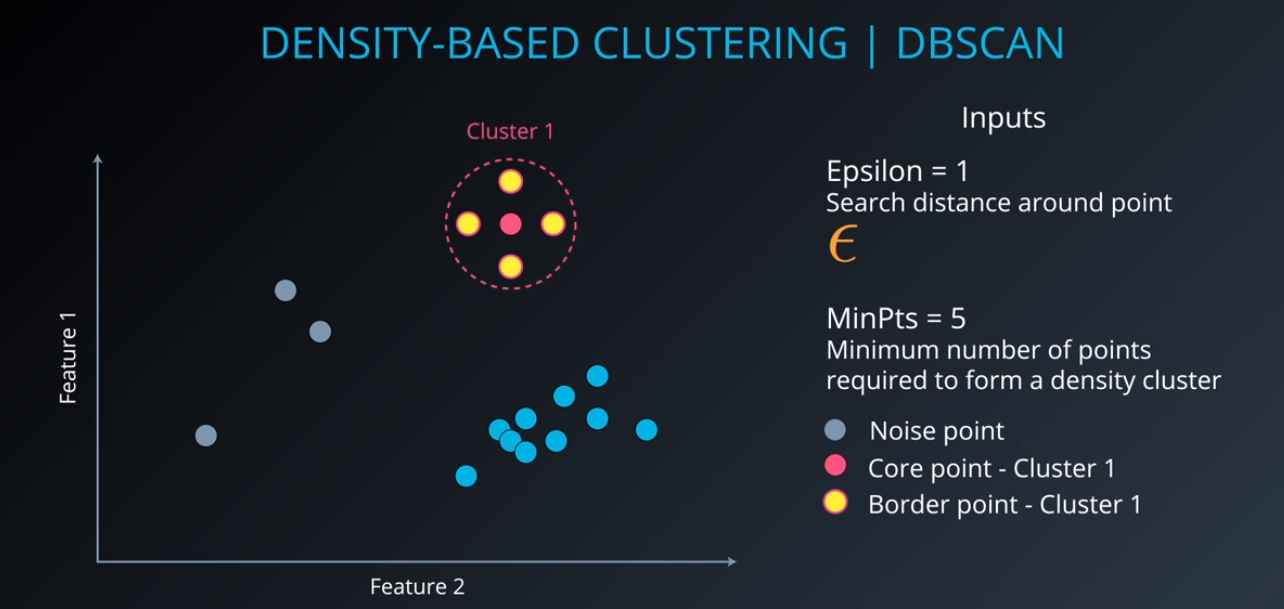 DENSITY-BASED CLUSTERING | DBSCAN
Cluster 1
Feature 1
Feature 2
Inputs
Epsilon = 1
Search distance around point
ϵ
MinPts = 5
Minimum number of points
required to form a density cluster
Noise point
Core point - Cluster 1
Border point - Cluster 1